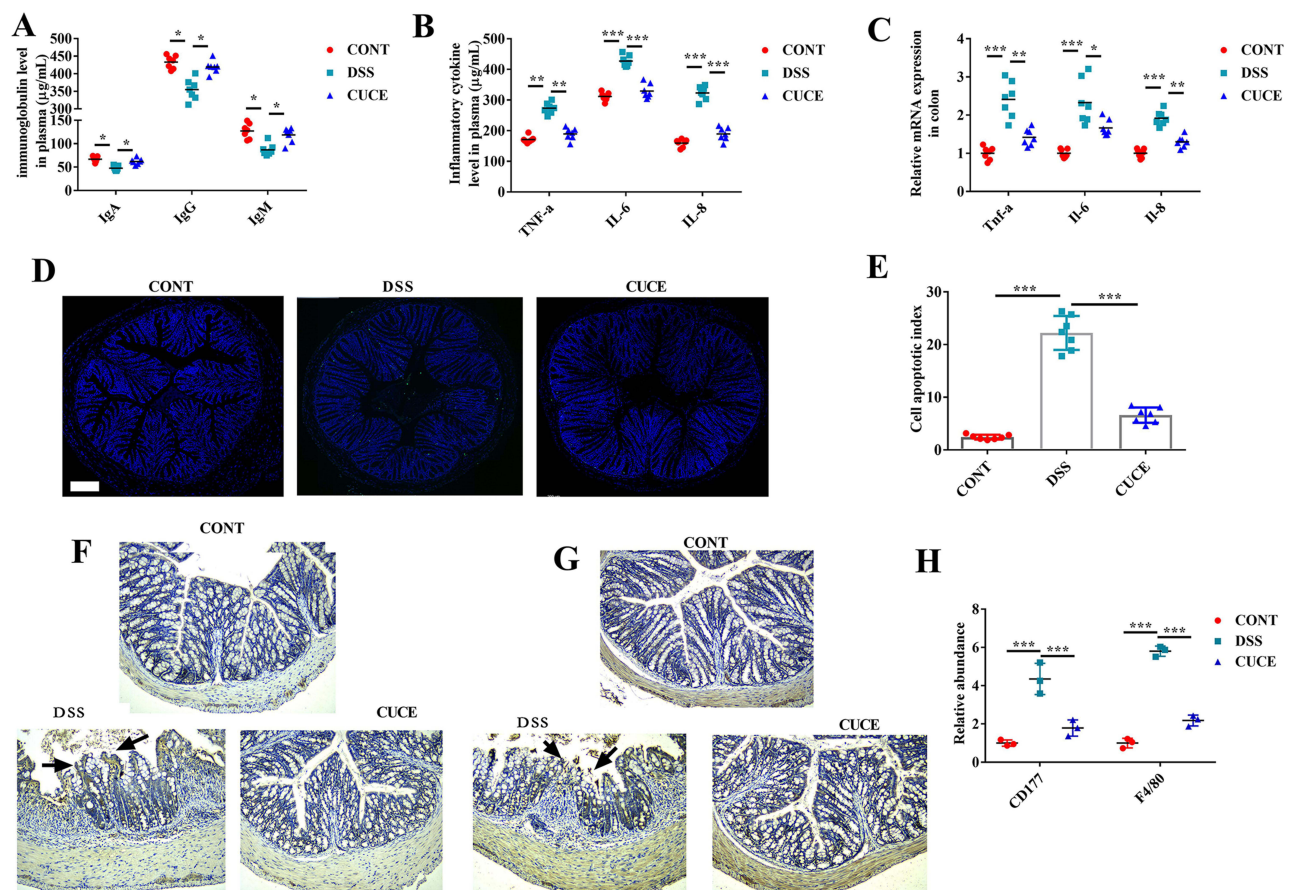 A
immunoglobulin level
in plasma (μg/mL)
450
400
350
300
250
200
150
100
50
0
*
*
*
*
*
*
IgA
IgG
IgM
CONT
DSS
CUCE
B
Inflammatory cytokine
level in plasma (μg/mL)
500
400
300
200
100
0
**
**
***
***
***
***
TNF-a
IL-6
IL-8
CONT
DSS
CUCE
C
Relative mRNA expression
in colon
4
3
2
1
0
***
**
***
*
***
**
Tnf-a
Il-6
Il-8
CONT
DSS
CUCE
D
CONT
DSS
CUCE
E
Cell apoptotic index
30
20
10
0
***
***
CONT
DSS
CUCE
F
CONT
DSS
CUCE
G
CONT
DSS
CUCE
H
Relative abundance
8
6
4
2
0
***
***
***
***
CD177
F4/80
CONT
DSS
CUCE